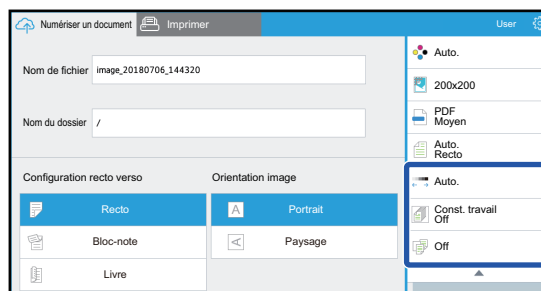 Numériser un document
Imprimer
User
Nom de fichier
image_20180706_144320
Nom du dossier
/
Configuration recto verso
Orientation image
Recto
A
Portrait
Bloc-note
A
Paysage
Livre
Auto.
200x200
PDF
Moyen
Auto.
Recto
Auto.
Const. travail
Off
Off